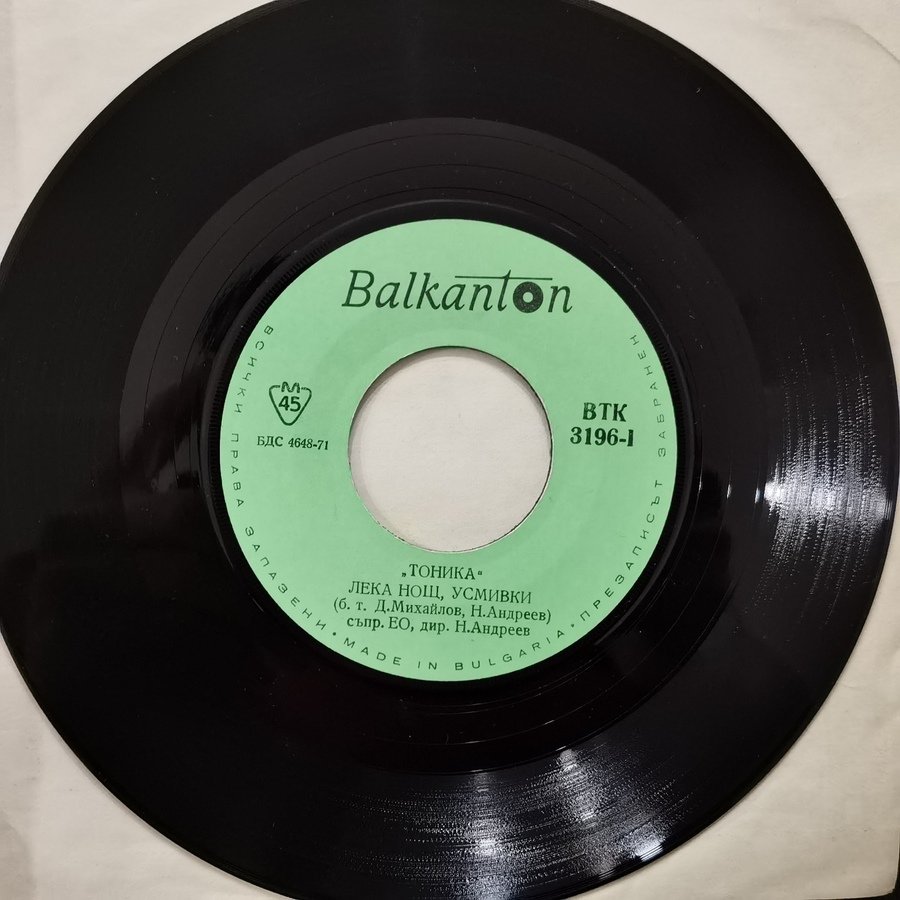 Balkanton
M
45
БДС 4648-71
ВТК
3196-I
„ТОНИКА“
ЛЕКА НОЩ, УСМИВКИ
(б. т. Д.Михайлов, Н.Андреев)
съпр. ЕО, дир. Н.Андреев
ВСИЧКИ ПРАВА ЗАПАЗЕНИ • MADE IN BULGARIA • ПРЕЗАПИСЪТ ЗАБРАНЕН